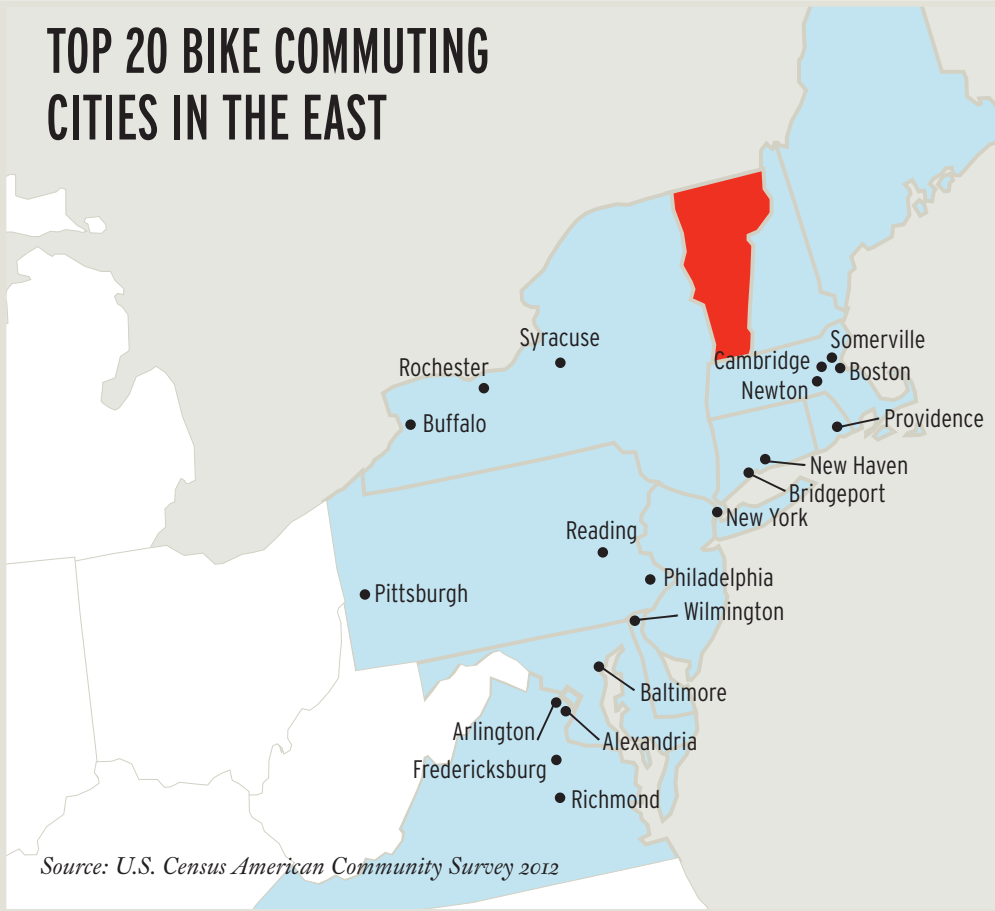 TOP 20 BIKE COMMUTING
CITIES IN THE EAST
Syracuse
Somerville
Rochester
Cambridge
Boston
Newton
Buffalo
Providence
New Haven
Bridgeport
New York
Reading
Philadelphia
Pittsburgh
Wilmington
Baltimore
Arlington
Alexandria
Fredericksburg
Richmond
Source: U.S. Census American Community Survey 2012